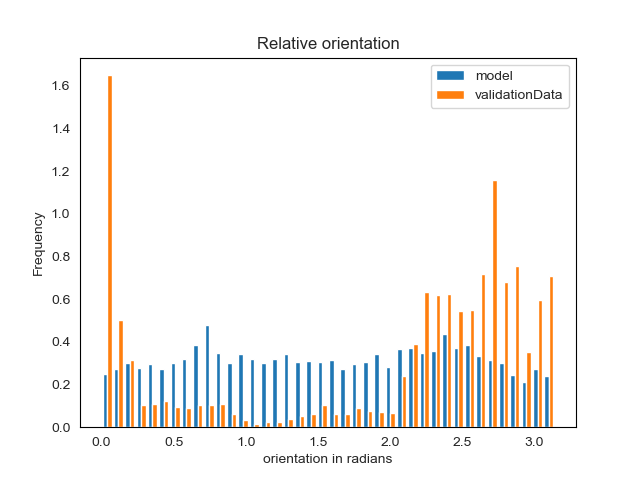 Relative orientation
model
validationData
Frequency
1.6
1.4
1.2
1.0
0.8
0.6
0.4
0.2
0.0
0.0 0.5 1.0 1.5 2.0 2.5 3.0
orientation in radians